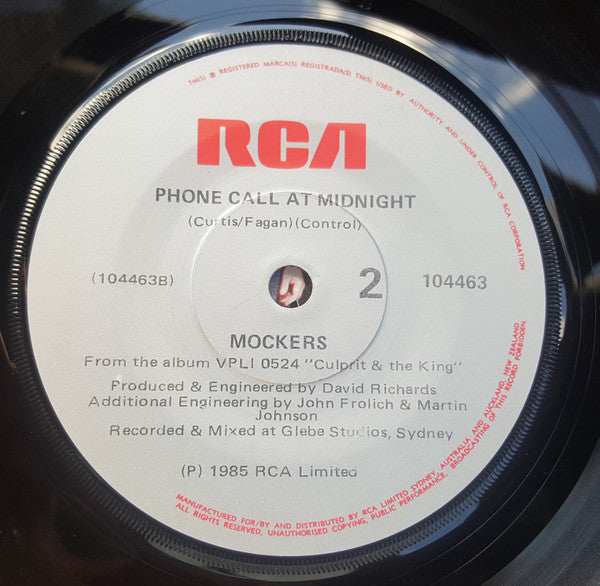 TM(S) ® REGISTERED MARCA(S) REGISTRADA(S) TM(S) USED BY AUTHORITY AND UNDER CONTROL OF RCA CORPORATION
RCA
PHONE CALL AT MIDNIGHT
(Curtis/Fagan)(Control)
(104463B)
2
104463
MOCKERS
From the album VPLI 0524 "Culprit & the King"
Produced & Engineered by David Richards
Additional Engineering by John Frolich & Martin
Johnson
Recorded & Mixed at Glebe Studios, Sydney
(P) 1985 RCA Limited
MANUFACTURED FOR/BY AND DISTRIBUTED BY RCA LIMITED SYDNEY, AUSTRALIA AND AUCKLAND, NEW ZEALAND
ALL RIGHTS RESERVED, UNAUTHORISED COPYING, PUBLIC PERFORMANCE, BROADCASTING OF THIS RECORD FORBIDDEN.